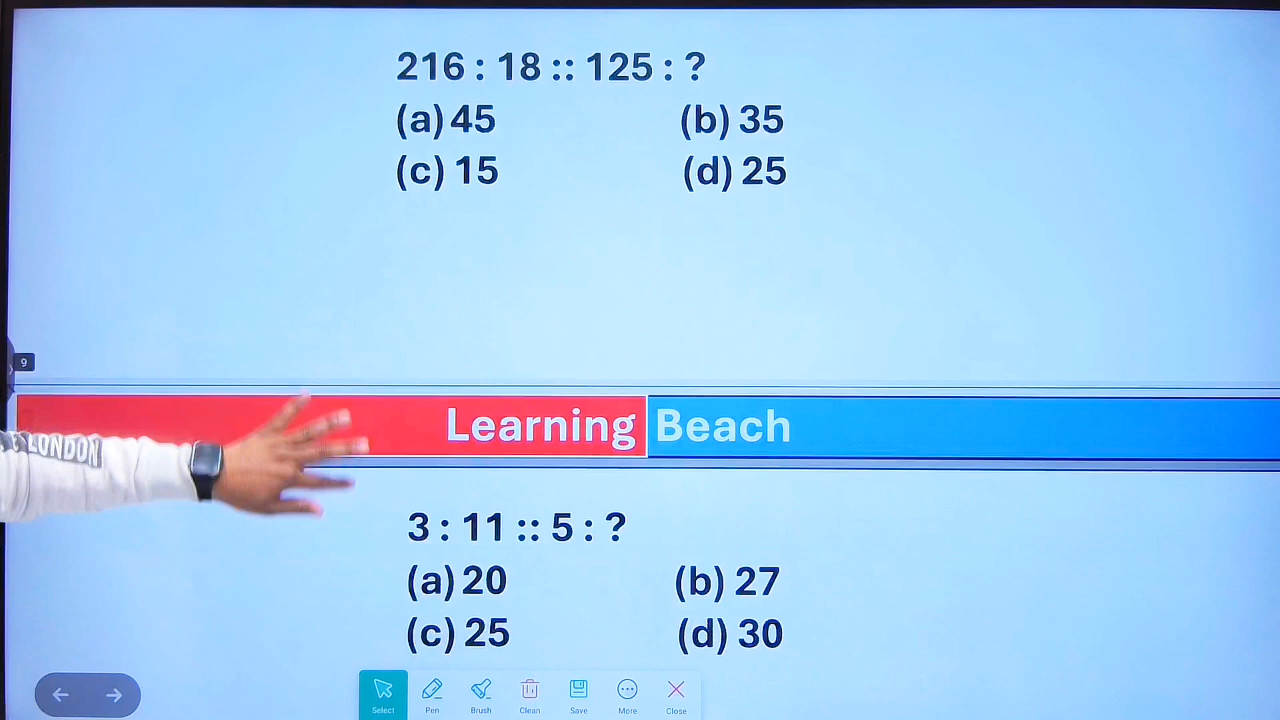 216 : 18 :: 125 : ?
(a) 45 (b) 35
(c) 15 (d) 25
9
Learning Beach
LONDON
3 : 11 :: 5 : ?
(a) 20 (b) 27
(c) 25 (d) 30
Select Pen Brush Clean Save More Close